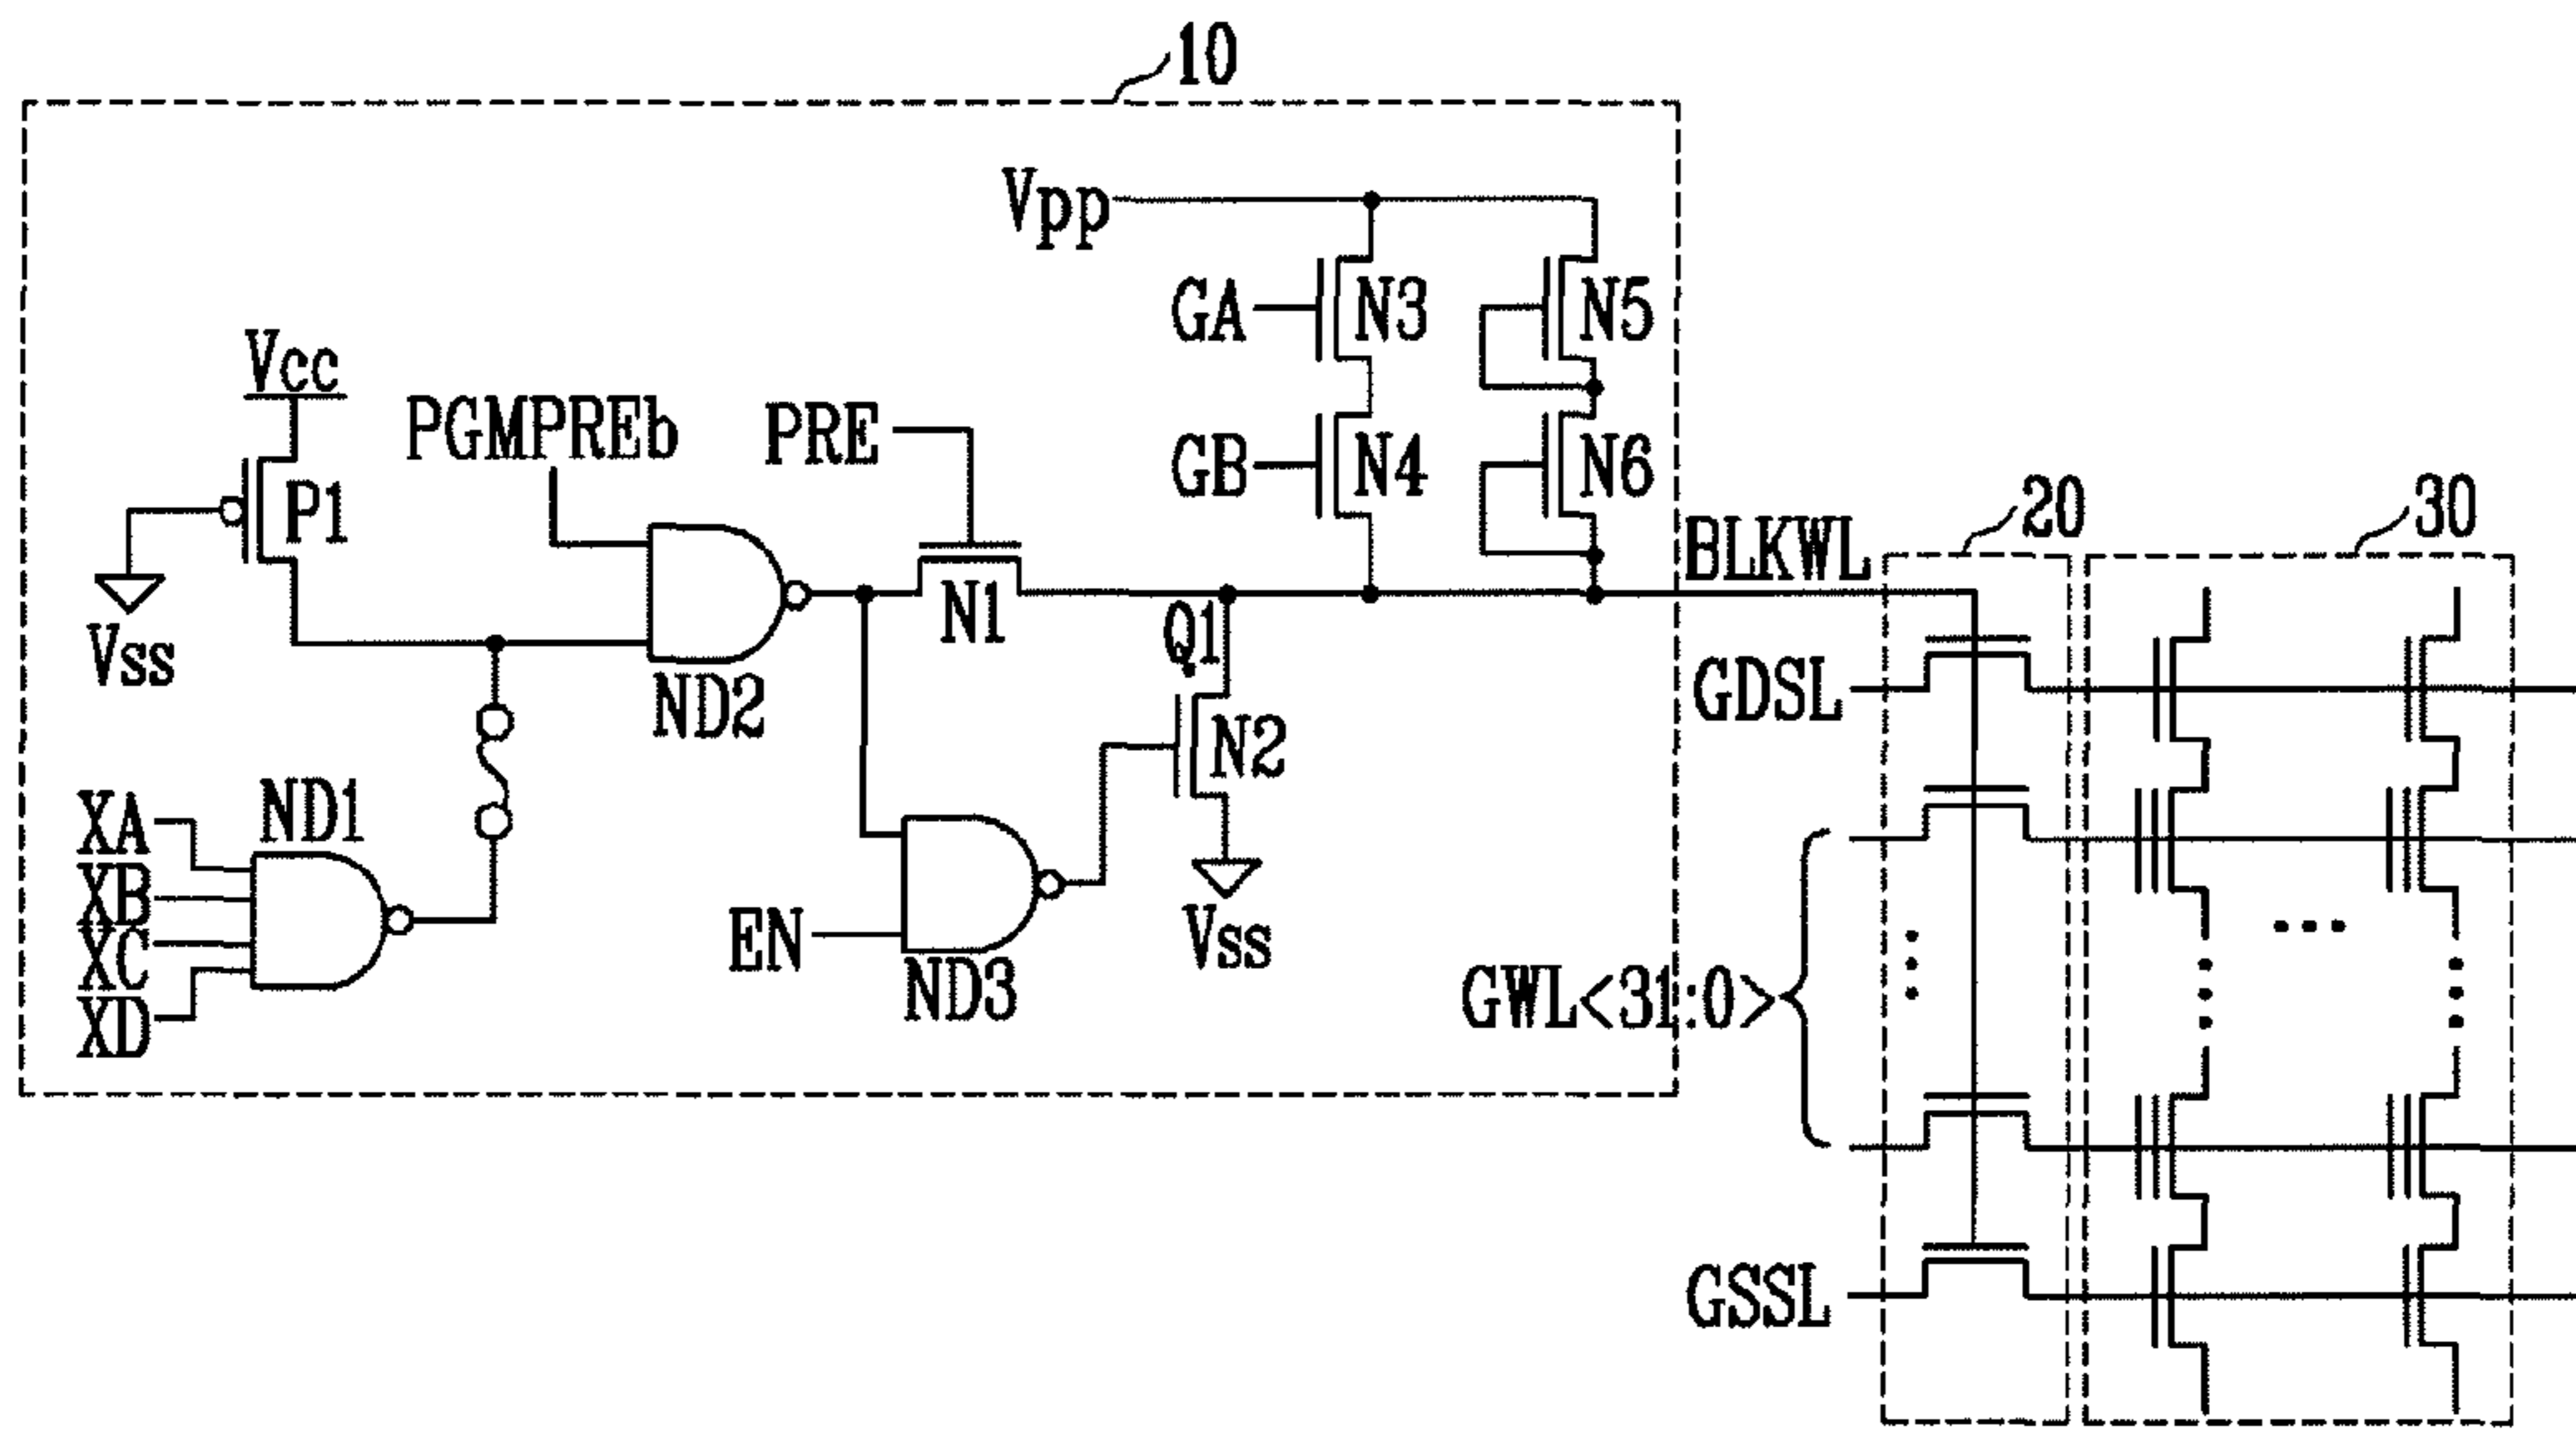 10
Vpp
GA
N3
N5
Vcc
PGMPREb
PRE
GB
N4
N6
P1
20
30
BLKWL
N1
Q1
Vss
ND2
GDSL
N2
ND1
XA
XB
XC
XD
EN
ND3
Vss
GWL<31:0>
GSSL